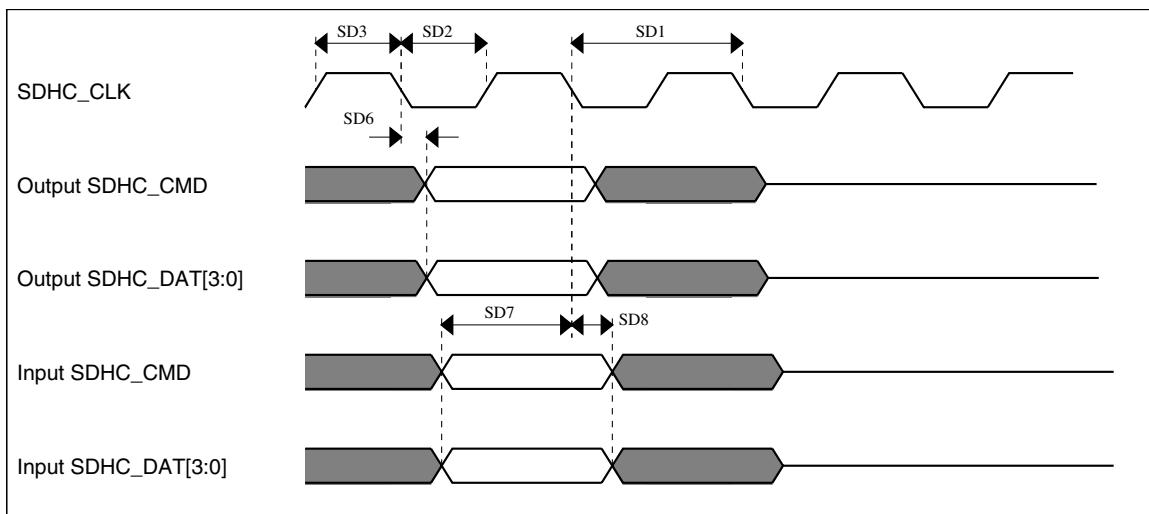 SD3
SD2
SD1
SDHC_CLK
SD6
Output SDHC_CMD
Output SDHC_DAT[3:0]
SD7
SD8
Input SDHC_CMD
Input SDHC_DAT[3:0]